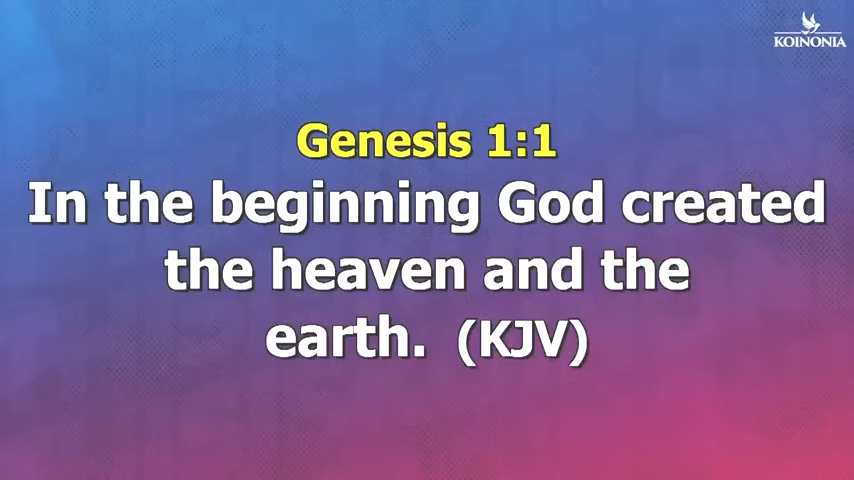 KOINONIA
Genesis 1:1
In the beginning God created
the heaven and the
earth. (KJV)